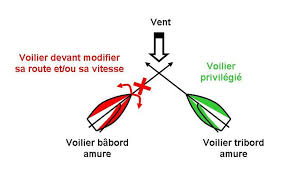 Vent
Voilier devant modifier
sa route et/ou sa vitesse
Voilier
privilégié
Voilier bâbord
amure
Voilier tribord
amure